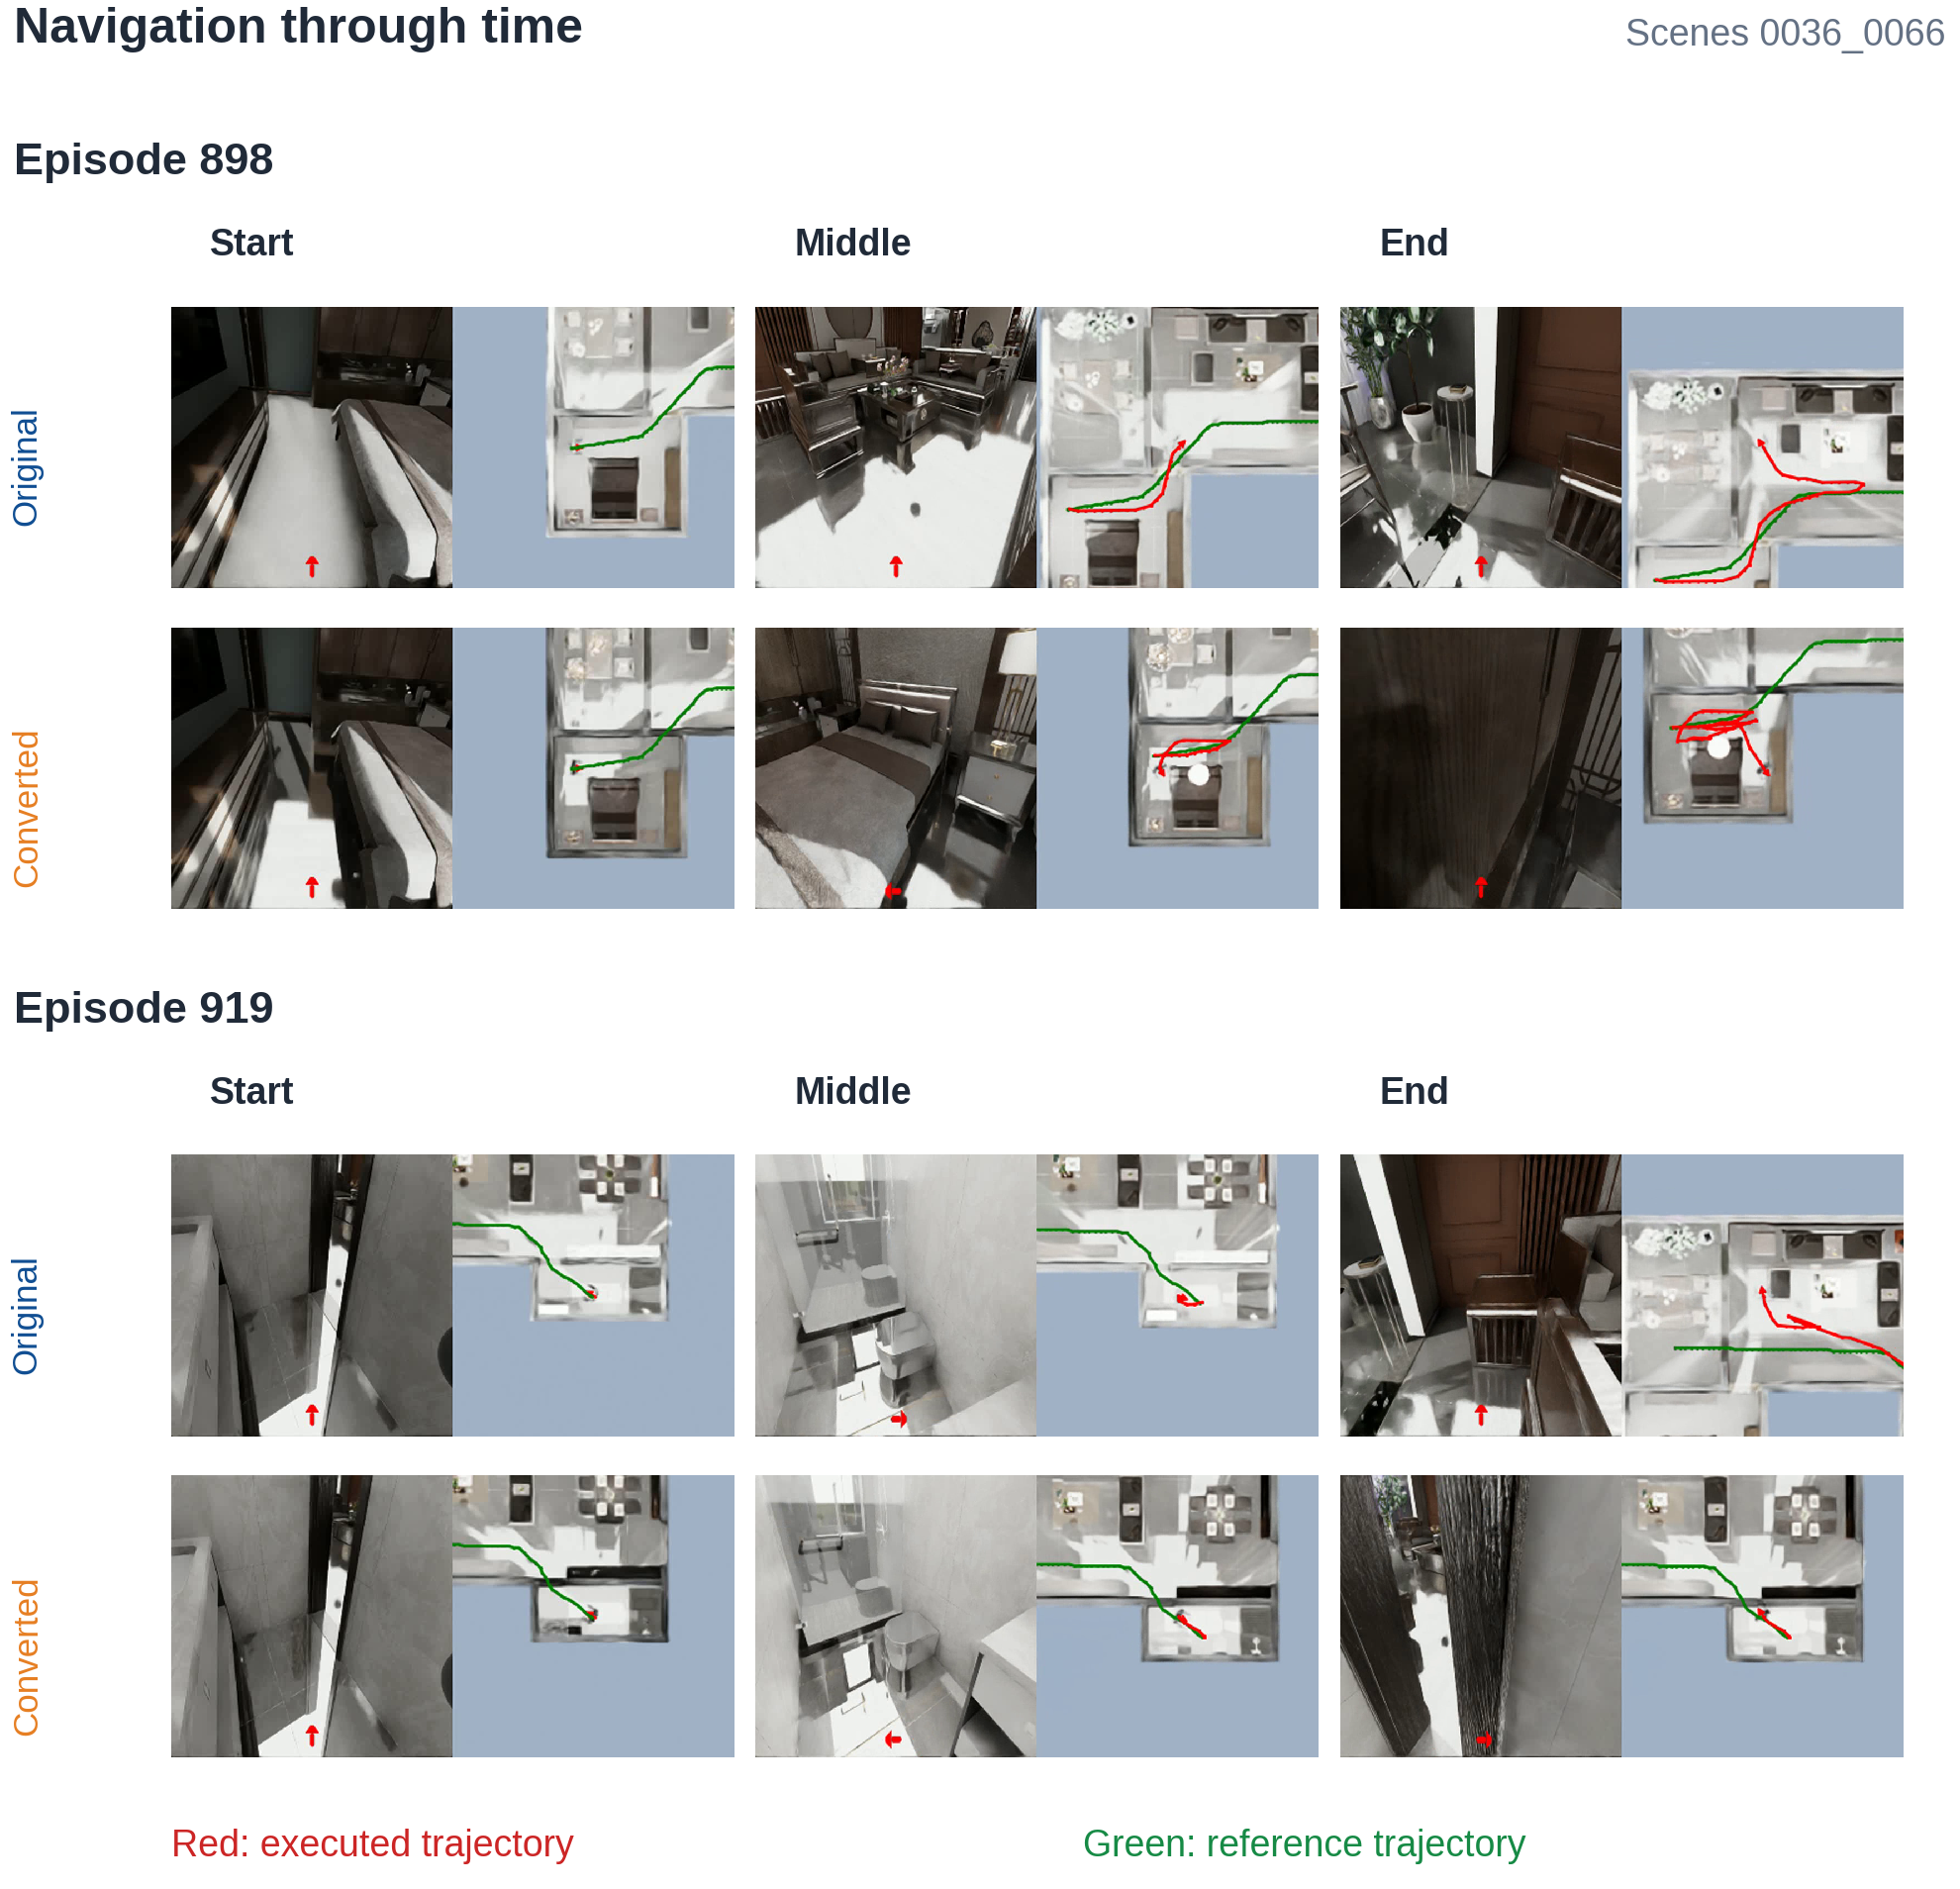 Navigation through time
Scenes 0036_0066
Episode 898
Start
Middle
End
Original
Converted
Episode 919
Start
Middle
End
Original
Converted
Red: executed trajectory
Green: reference trajectory